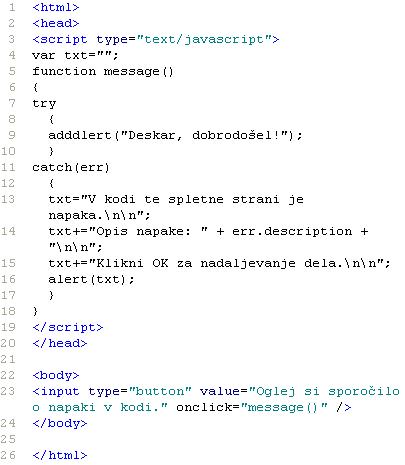 1 <html>
2 <head>
3 <script type="text/javascript">
4 var txt="";
5 function message()
6 {
7 try
8 {
9 adddlert("Deskar, dobrodošel!");
10 }
11 catch(err)
12 {
13 txt="V kodi te spletne strani je
napaka.\n\n";
14 txt+="Opis napake: " + err.description +
"\n\n";
15 txt+="Klikni OK za nadaljevanje dela.\n\n";
16 alert(txt);
17 }
18 }
19 </script>
20 </head>
21
22 <body>
23 <input type="button" value="Oglej si sporočilo
o napaki v kodi." onclick="message()" />
24 </body>
25
26 </html>